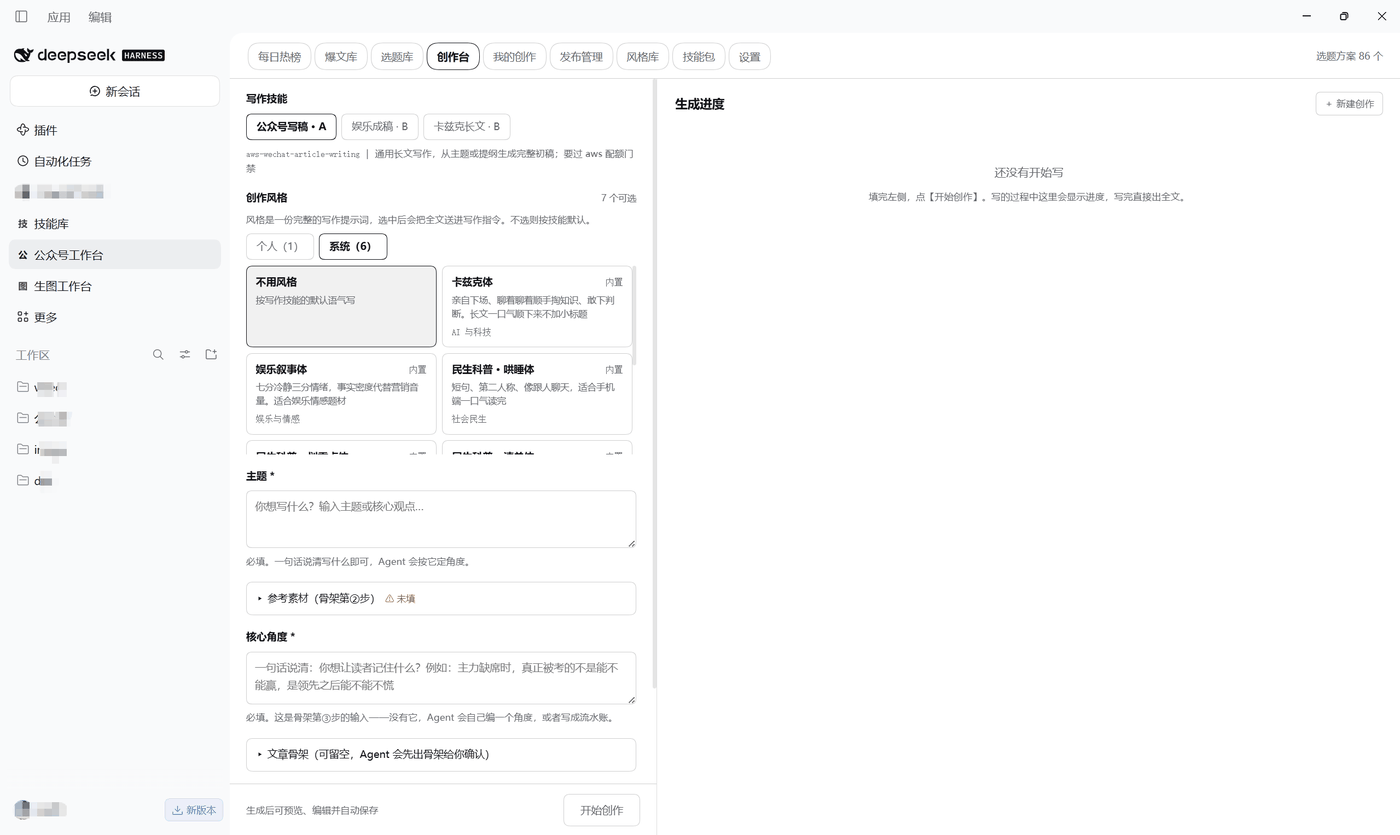 应用 编辑
deepseek HARNESS
新会话
插件
自动化任务
技 技能库
公 公众号工作台
图 生图工作台
更多
工作区
新版本
每日热榜 爆文库 选题库 创作台 我的创作 发布管理 风格库 技能包 设置
选题方案 86 个
写作技能
公众号写稿 · A 娱乐成稿 · B 卡兹克长文 · B
aws-wechat-article-writing | 通用长文写作，从主题或提纲生成完整初稿；要过 aws 配额门
禁
创作风格 7 个可选
风格是一份完整的写作提示词，选中后会把全文送进写作指令。不选则按技能默认。
个人（1） 系统（6）
不用风格
按写作技能的默认语气写
卡兹克体 内置
亲自下场、聊着聊着顺手掏知识、敢下判
断。长文一口气顺下来不加小标题
AI 与科技
娱乐叙事体 内置
七分冷静三分情绪，事实密度代替营销音
量。适合娱乐情感题材
娱乐与情感
民生科普 · 哄睡体 内置
短句、第二人称、像跟人聊天，适合手机
端一口气读完
社会民生
主题 *
你想写什么？输入主题或核心观点...
必填。一句话说清写什么即可，Agent 会按它定角度。
参考素材（骨架第②步） 未填
核心角度 *
一句话说清：你想让读者记住什么？例如：主力缺席时，真正被考的不是能不
能赢，是领先之后能不能不慌
必填。这是骨架第③步的输入——没有它，Agent 会自己编一个角度，或者写成流水账。
文章骨架（可留空，Agent 会先出骨架给你确认）
生成后可预览、编辑并自动保存
开始创作
生成进度
+ 新建创作
还没有开始写
填完左侧，点【开始创作】。写的过程中这里会显示进度，写完直接出全文。